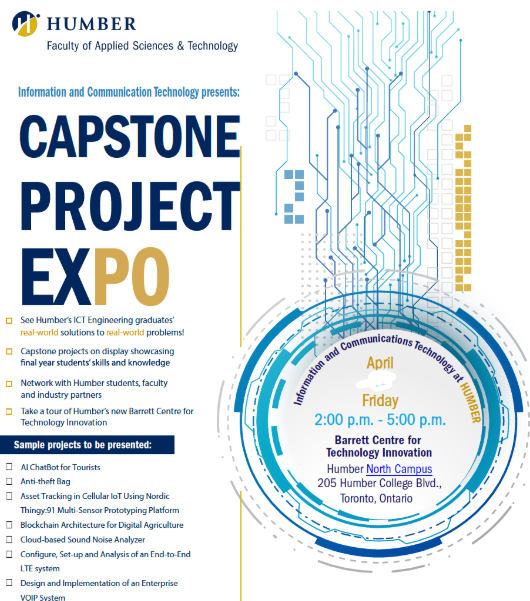 HUMBER
Faculty of Applied Sciences & Technology
Information and Communication Technology presents:
CAPSTONE
PROJECT
EXPO
See Humber's ICT Engineering graduates'
real-world solutions to real-world problems!
Capstone projects on display showcasing
final year students' skills and knowledge
Network with Humber students, faculty
and industry partners
Take a tour of Humber's new Barrett Centre for
Technology Innovation
Sample projects to be presented:
AI ChatBot for Tourists
Anti-theft Bag
Asset Tracking in Cellular IoT Using Nordic
Thingy:91 Multi-Sensor Prototyping Platform
Blockchain Architecture for Digital Agriculture
Cloud-based Sound Noise Analyzer
Configure, Set-up and Analysis of an End-to-End
LTE system
Design and Implementation of an Enterprise
VOIP System
Information and Communications Technology at HUMBER
April
Friday
2:00 p.m. - 5:00 p.m.
Barrett Centre for
Technology Innovation
Humber North Campus
205 Humber College Blvd.,
Toronto, Ontario